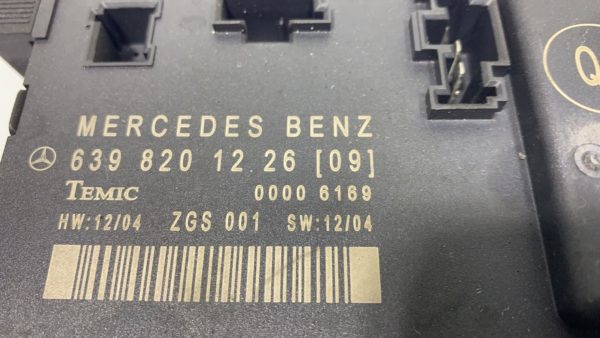 MERCEDES BENZ
639 820 12 26 [09]
TEMIC 0000 6169
HW:12/04 ZGS 001 SW:12/04
Q